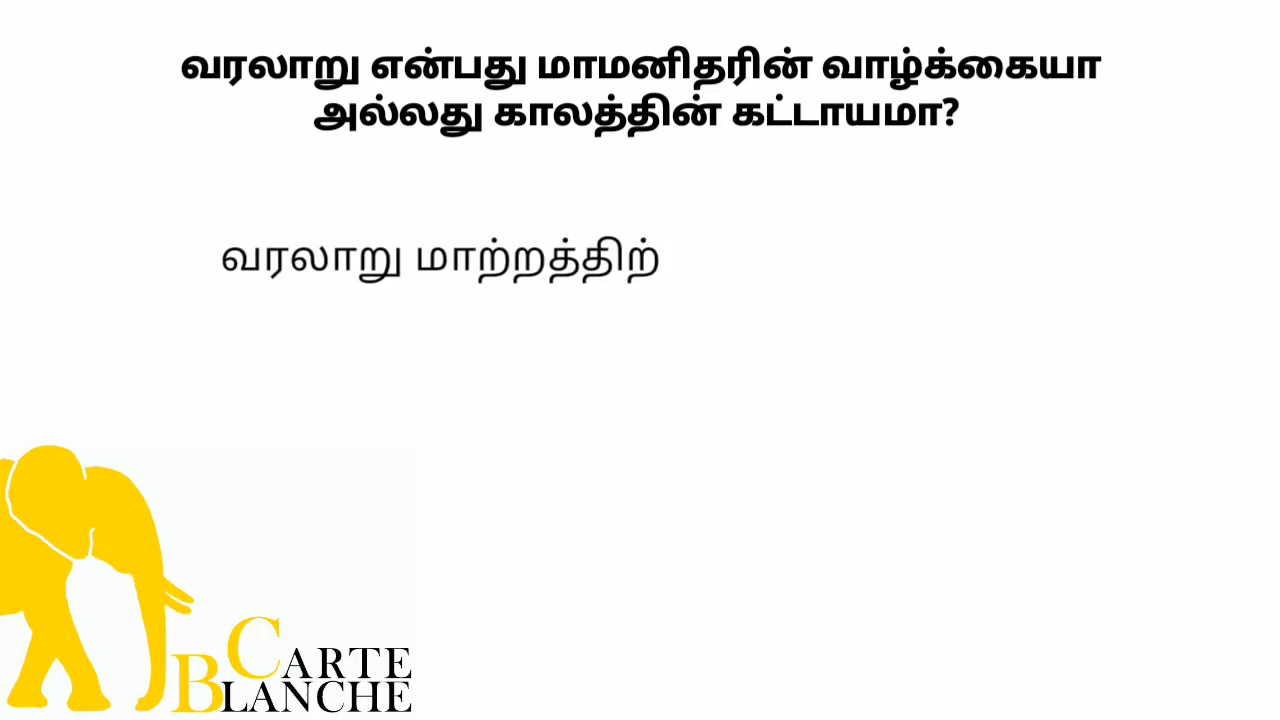 வரலாறு என்பது மாமனிதரின் வாழ்க்கையா
அல்லது காலத்தின் கட்டாயமா?
வரலாறு மாற்றத்திற்
CARTE
BLANCHE